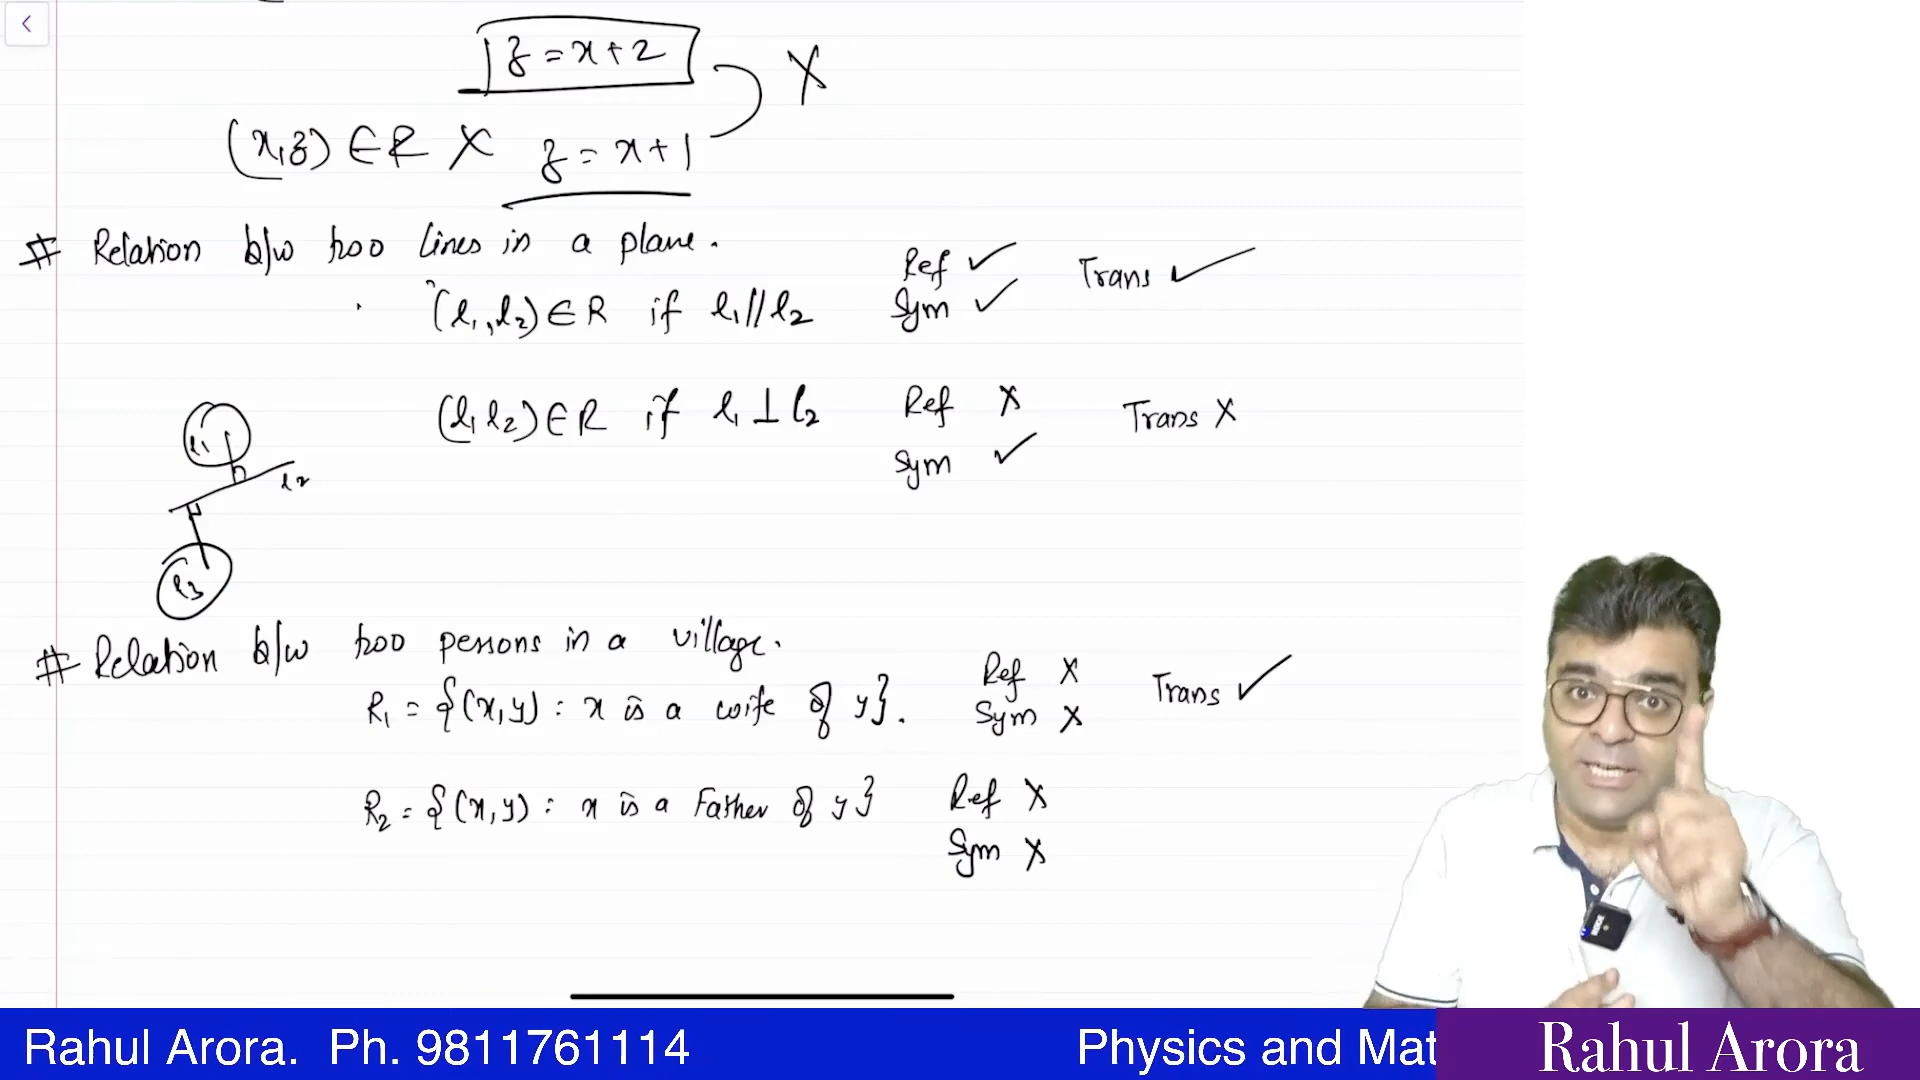 z = x + 2 X
(x,z) ∈ R X z = x + 1
# Relation b/w two lines in a plane.
(l1, l2) ∈ R if l1 // l2 Ref ✓ Trans ✓
Sym ✓
(l1 l2) ∈ R if l1 ⊥ l2 Ref X Trans X
Sym ✓
l1
l2
l3
# Relation b/w two persons in a village.
R1 = {(x,y) : x is a wife of y}. Ref X Trans ✓
Sym X
R2 = {(x,y) : x is a Father of y} Ref X
Sym X
Rahul Arora. Ph. 9811761114 Physics and Mat
Rahul Arora